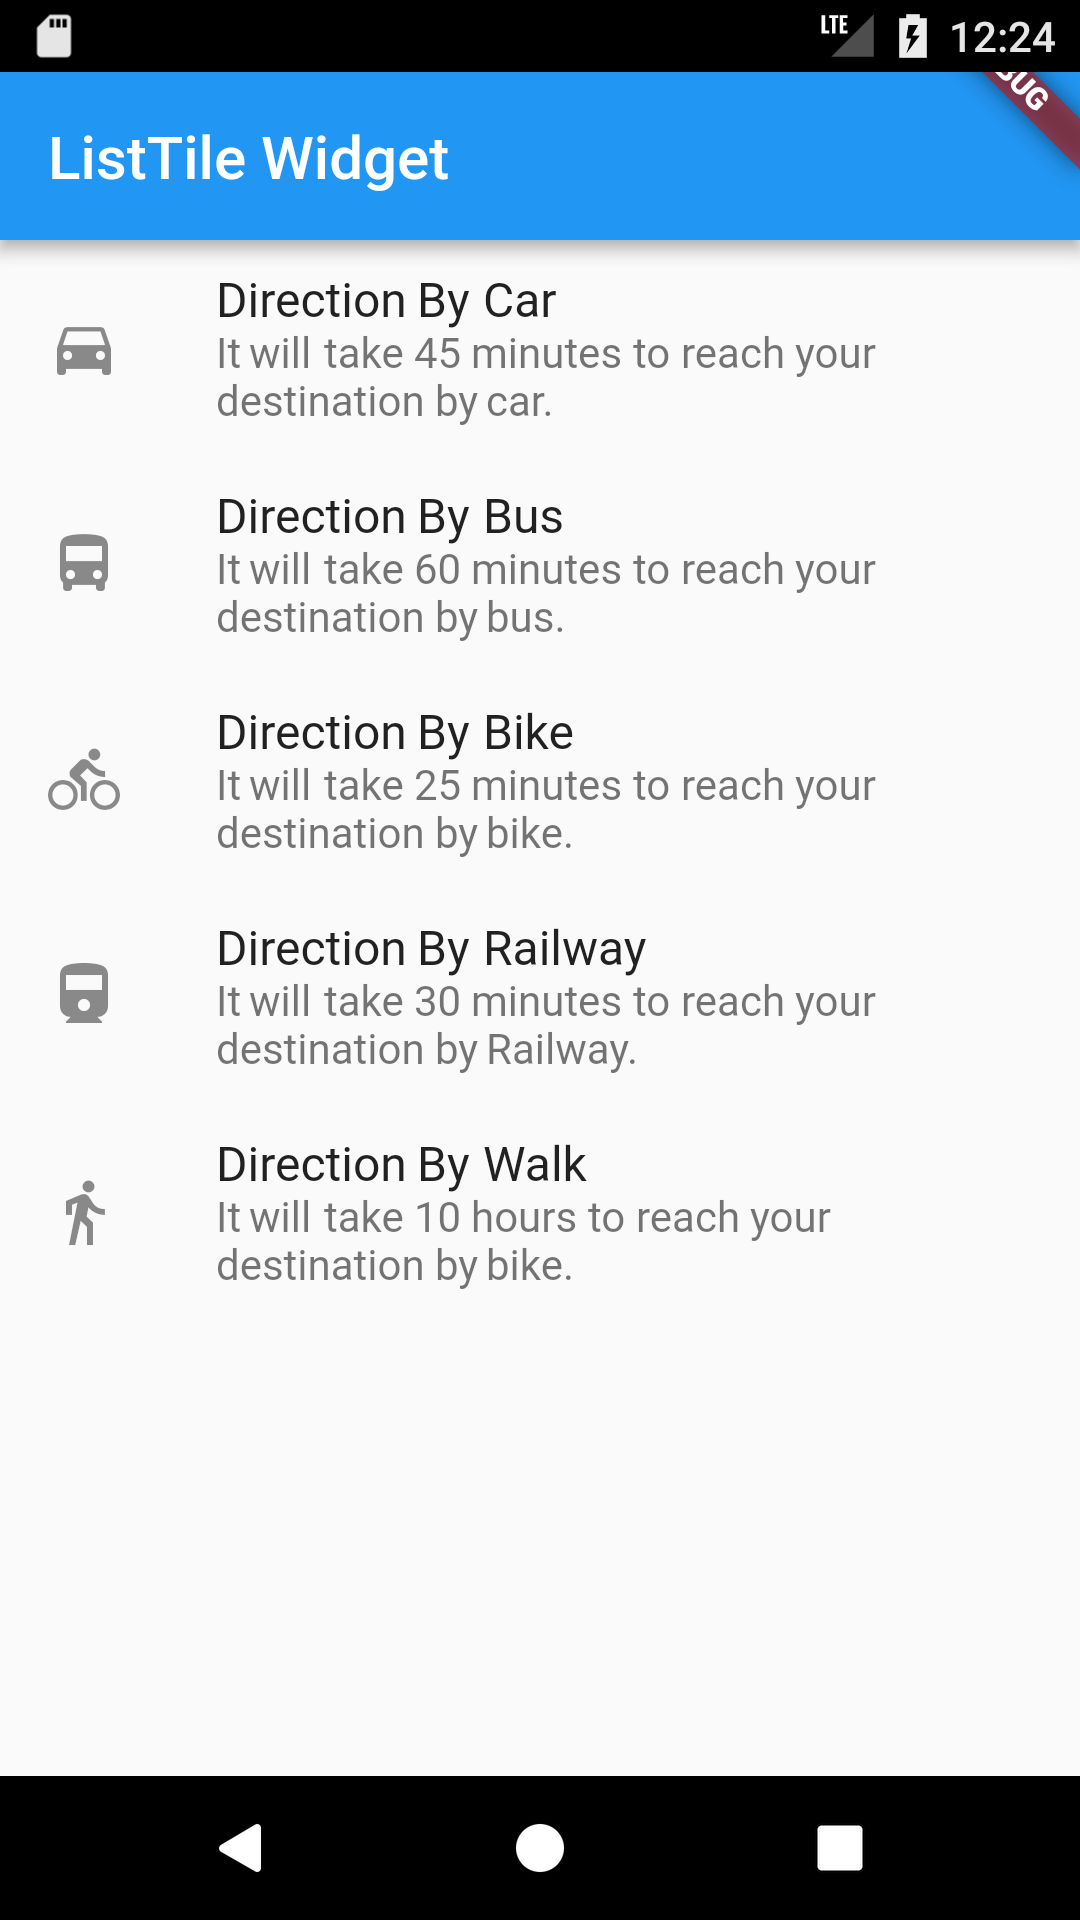 LTE 12:24
BUG
ListTile Widget
Direction By Car
It will take 45 minutes to reach your
destination by car.
Direction By Bus
It will take 60 minutes to reach your
destination by bus.
Direction By Bike
It will take 25 minutes to reach your
destination by bike.
Direction By Railway
It will take 30 minutes to reach your
destination by Railway.
Direction By Walk
It will take 10 hours to reach your
destination by bike.